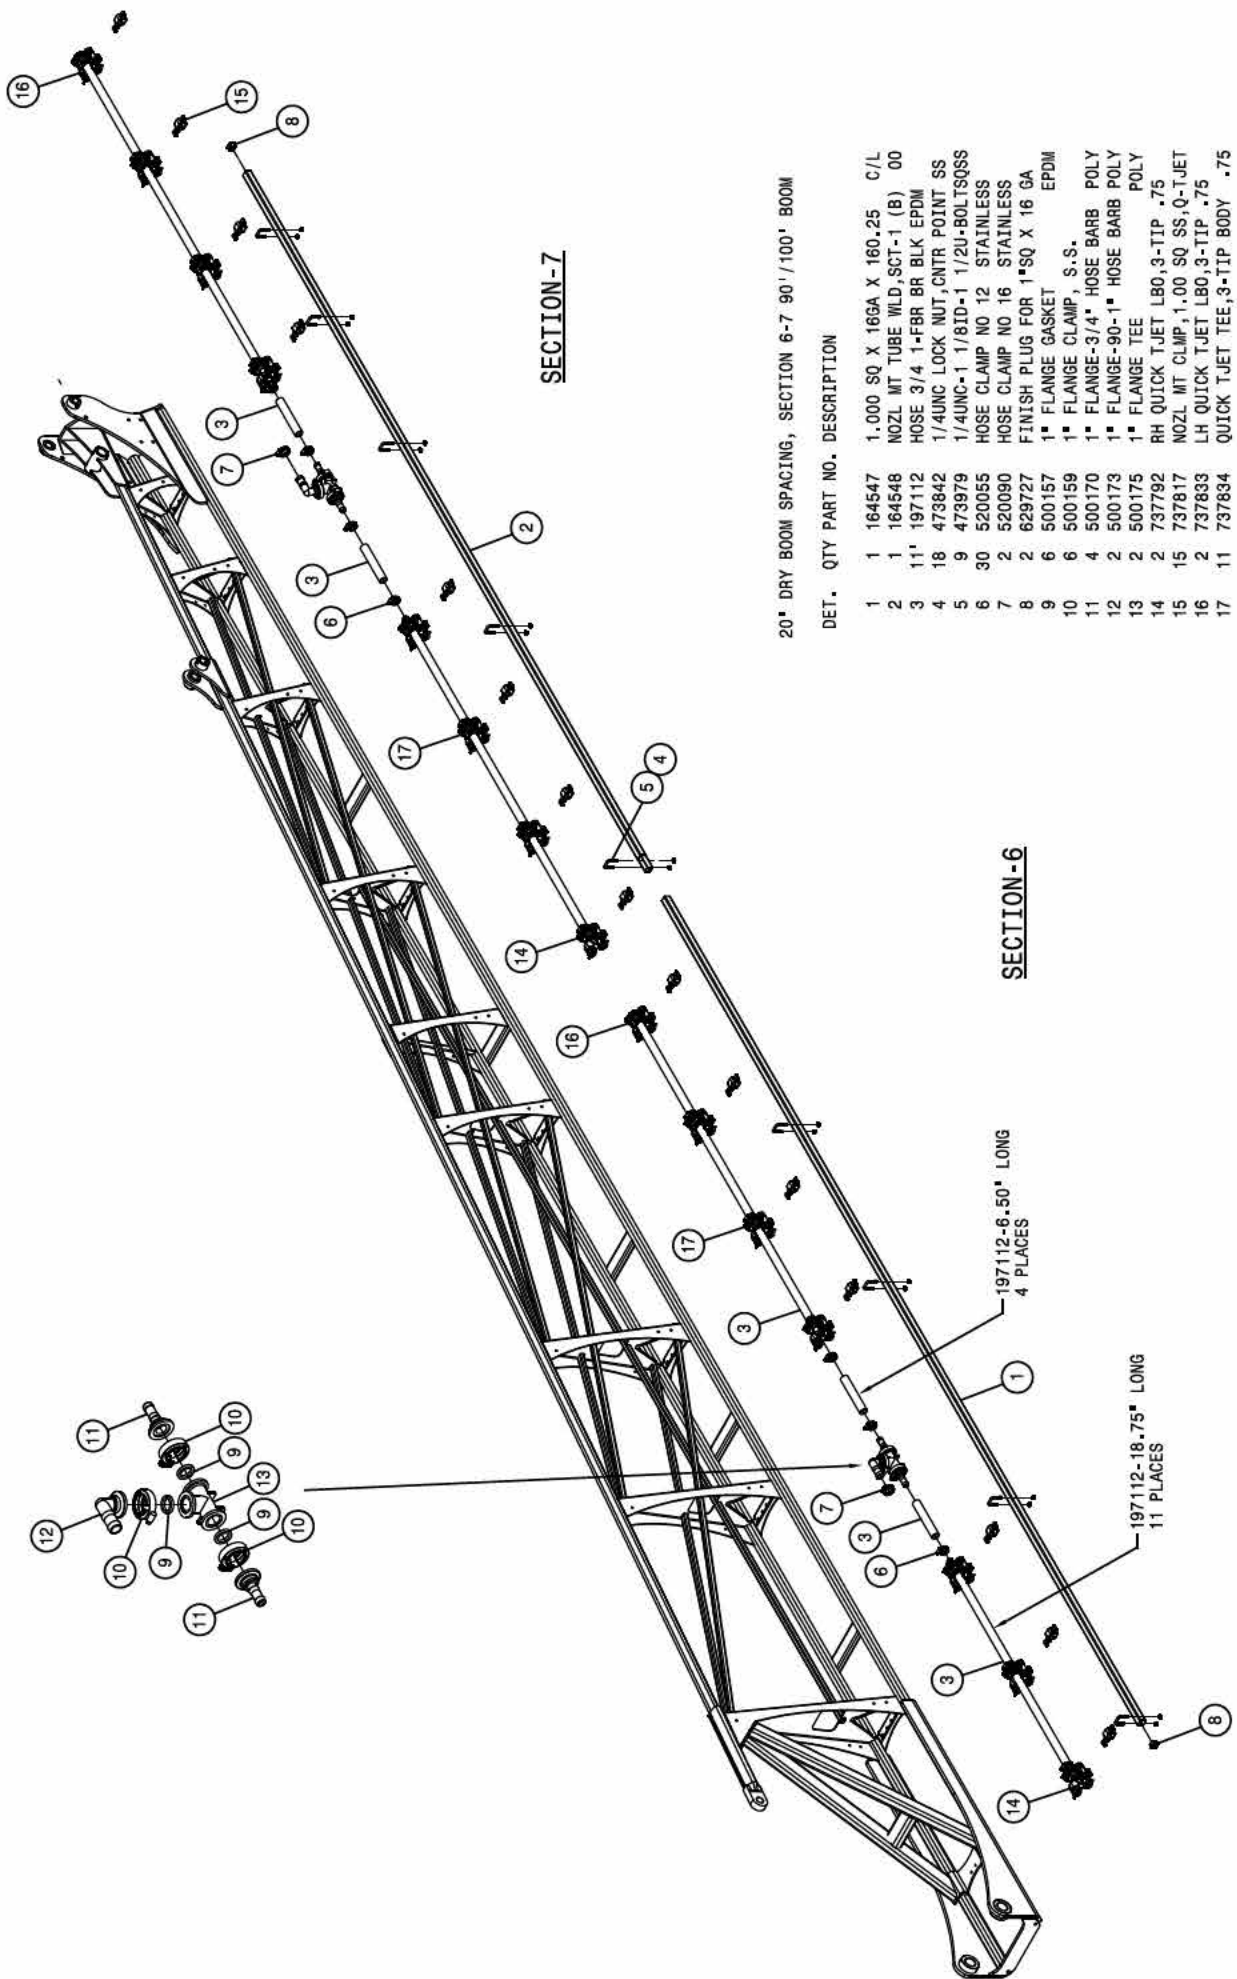 16
15
8
SECTION-7
3
7
3
6
2
17
5
4
14
16
SECTION-6
17
3
197112-6.50" LONG
4 PLACES
1
7
3
6
197112-18.75" LONG
11 PLACES
3
8
14
11
10
9
13
12
10
9
9
10
11
20" DRY BOOM SPACING, SECTION 6-7 90'/100' BOOM
DET. QTY PART NO. DESCRIPTION
1 1 164547 1.000 SQ X 16GA X 160.25 C/L
2 1 164548 NOZL MT TUBE WLD,SCT-1 (B) 00
3 11' 197112 HOSE 3/4 1-FBR BR BLK EPDM
4 18 473842 1/4UNC LOCK NUT,CNTR POINT SS
5 9 473979 1/4UNC-1 1/8ID-1 1/2U-BOLTSQSS
6 30 520055 HOSE CLAMP NO 12 STAINLESS
7 2 520090 HOSE CLAMP NO 16 STAINLESS
8 2 629727 FINISH PLUG FOR 1"SQ X 16 GA
9 6 500157 1" FLANGE GASKET EPDM
10 6 500159 1" FLANGE CLAMP, S.S.
11 4 500170 1" FLANGE-3/4" HOSE BARB POLY
12 2 500173 1" FLANGE-90-1" HOSE BARB POLY
13 2 500175 1" FLANGE TEE POLY
14 2 737792 RH QUICK TJET LBO,3-TIP .75
15 15 737817 NOZL MT CLMP,1.00 SQ SS,Q-TJET
16 2 737833 LH QUICK TJET LBO,3-TIP .75
17 11 737834 QUICK TJET TEE,3-TIP BODY .75